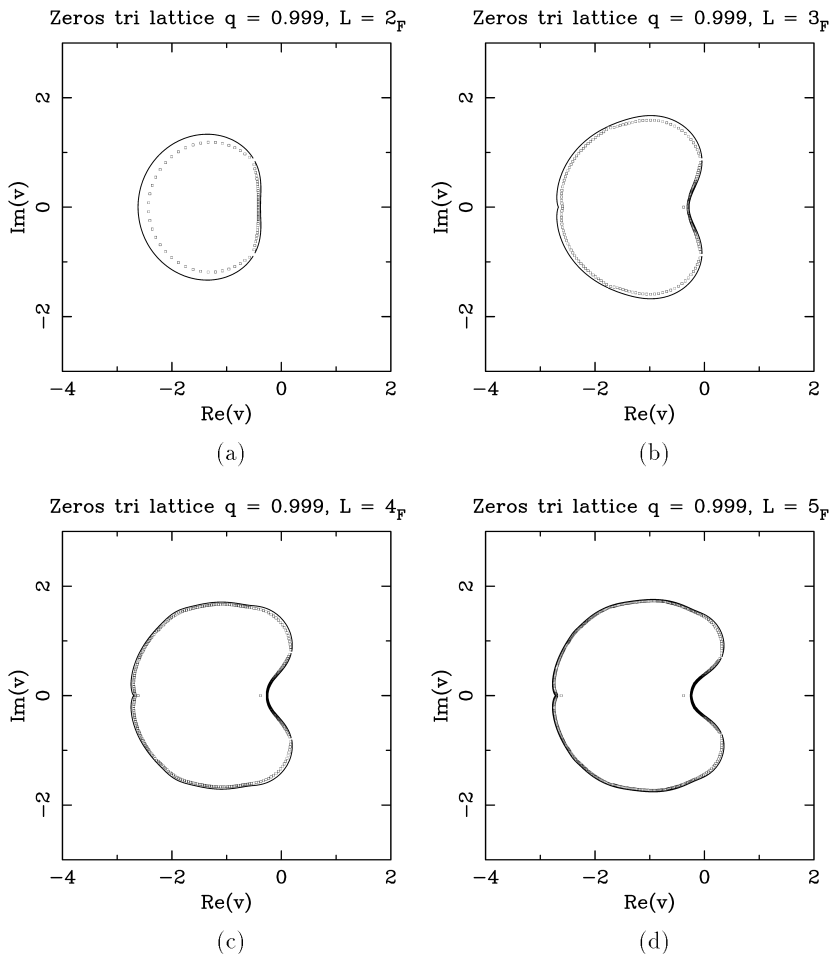 Zeros tri lattice q = 0.999, L = 2F
2
0
−2
Im(v)
−4 −2 0 2
Re(v)
(a)
Zeros tri lattice q = 0.999, L = 3F
2
0
−2
Im(v)
−4 −2 0 2
Re(v)
(b)
Zeros tri lattice q = 0.999, L = 4F
2
0
−2
Im(v)
−4 −2 0 2
Re(v)
(c)
Zeros tri lattice q = 0.999, L = 5F
2
0
−2
Im(v)
−4 −2 0 2
Re(v)
(d)